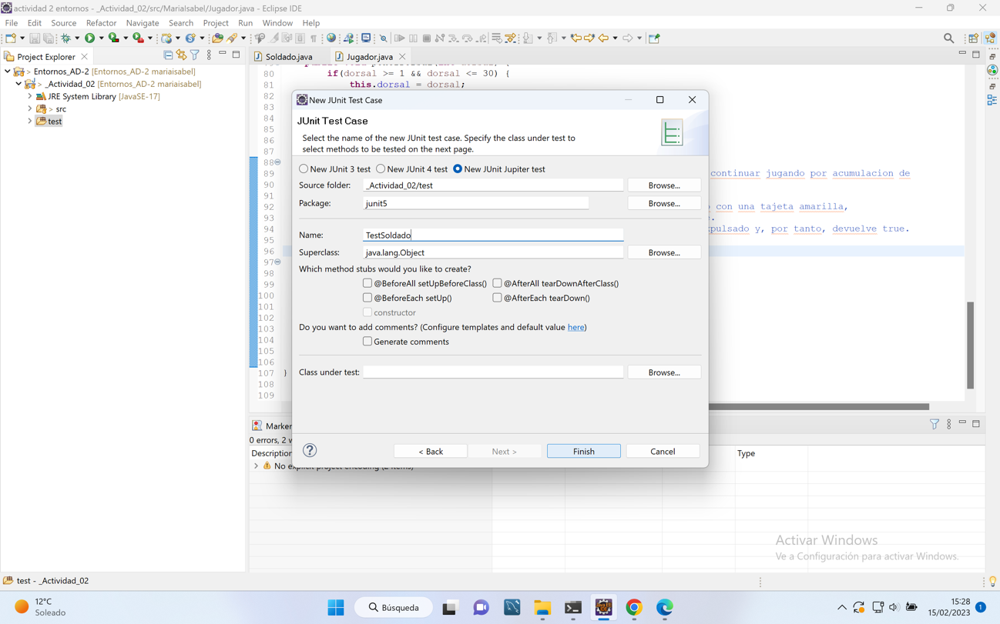 actividad 2 entornos - _Actividad_02/src/MariaIsabel/Jugador.java - Eclipse IDE
File Edit Source Refactor Navigate Search Project Run Window Help
Project Explorer
Entornos_AD-2 [Entornos_AD-2 mariaisabel]
> _Actividad_02 [Entornos_AD-2 mariaisabel]
JRE System Library [JavaSE-17]
> src
test
Soldado.java Jugador.java
80 if(dorsal >= 1 && dorsal <= 30) {
81 this.dorsal = dorsal;
82
83
84
85
86
87
88
89 continuar jugando por acumulacion de
90
91
92 con una tajeta amarilla,
93
94 pulsado y, por tanto, devuelve true.
95
96
97
98
99
100
101
102
103
104
105
106
107 }
108
109
New JUnit Test Case
JUnit Test Case
Select the name of the new JUnit test case. Specify the class under test to
select methods to be tested on the next page.
New JUnit 3 test New JUnit 4 test New JUnit Jupiter test
Source folder: _Actividad_02/test Browse...
Package: junit5 Browse...
Name: TestSoldado
Superclass: java.lang.Object Browse...
Which method stubs would you like to create?
@BeforeAll setUpBeforeClass() @AfterAll tearDownAfterClass()
@BeforeEach setUp() @AfterEach tearDown()
constructor
Do you want to add comments? (Configure templates and default value here)
Generate comments
Class under test: Browse...
? < Back Next > Finish Cancel
Marker
0 errors, 2 w
Description Type
No explicit project encoding (2 items)
Activar Windows
Ve a Configuración para activar Windows.
test - _Actividad_02
12°C
Soleado
Búsqueda
15:28
15/02/2023
1